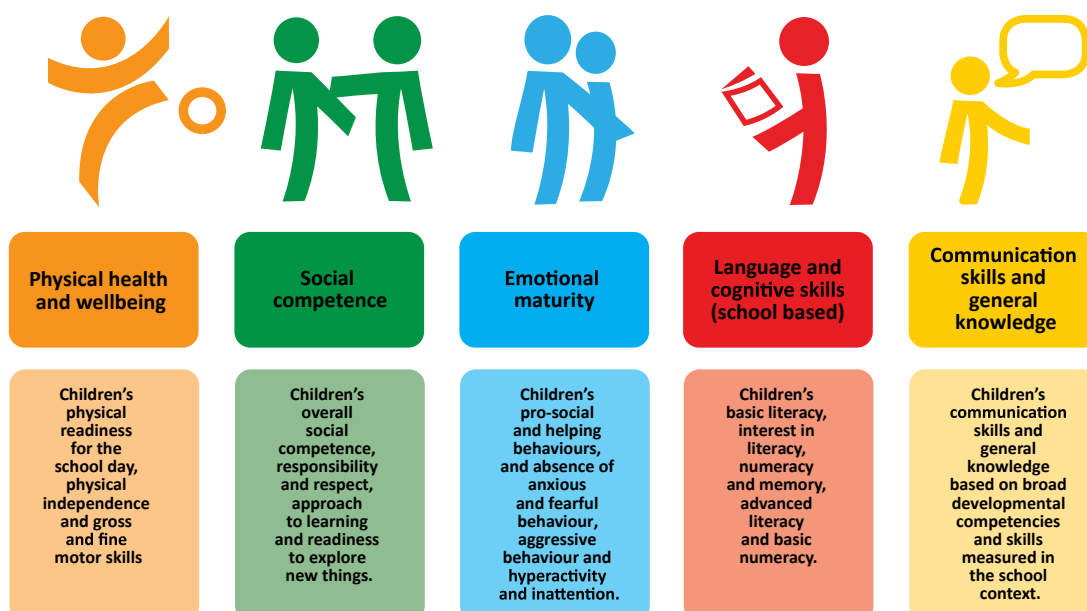 Physical health
and wellbeing
Social
competence
Emotional
maturity
Language and
cognitive skills
(school based)
Communication
skills and
general
knowledge
Children’s
physical
readiness
for the
school day,
physical
independence
and gross
and fine
motor skills
Children’s
overall
social
competence,
responsibility
and respect,
approach
to learning
and readiness
to explore
new things.
Children’s
pro-social
and helping
behaviours,
and absence of
anxious
and fearful
behaviour,
aggressive
behaviour and
hyperactivity
and inattention.
Children’s
basic literacy,
interest in
literacy,
numeracy
and memory,
advanced
literacy
and basic
numeracy.
Children’s
communication
skills and
general
knowledge
based on broad
developmental
competencies
and skills
measured in
the school
context.